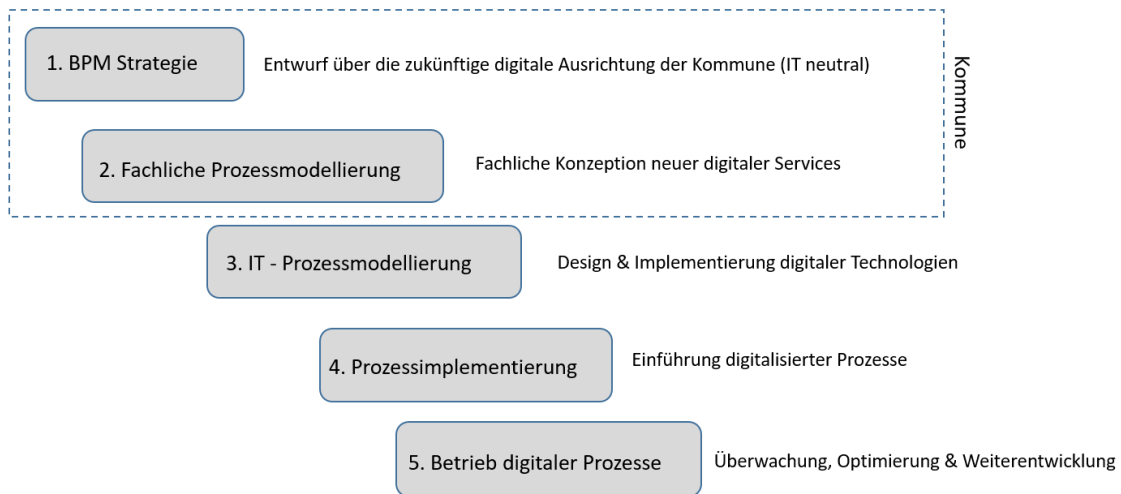 1. BPM Strategie
Entwurf über die zukünftige digitale Ausrichtung der Kommune (IT neutral)
Kommune
2. Fachliche Prozessmodellierung
Fachliche Konzeption neuer digitaler Services
3. IT - Prozessmodellierung
Design & Implementierung digitaler Technologien
4. Prozessimplementierung
Einführung digitalisierter Prozesse
5. Betrieb digitaler Prozesse
Überwachung, Optimierung & Weiterentwicklung